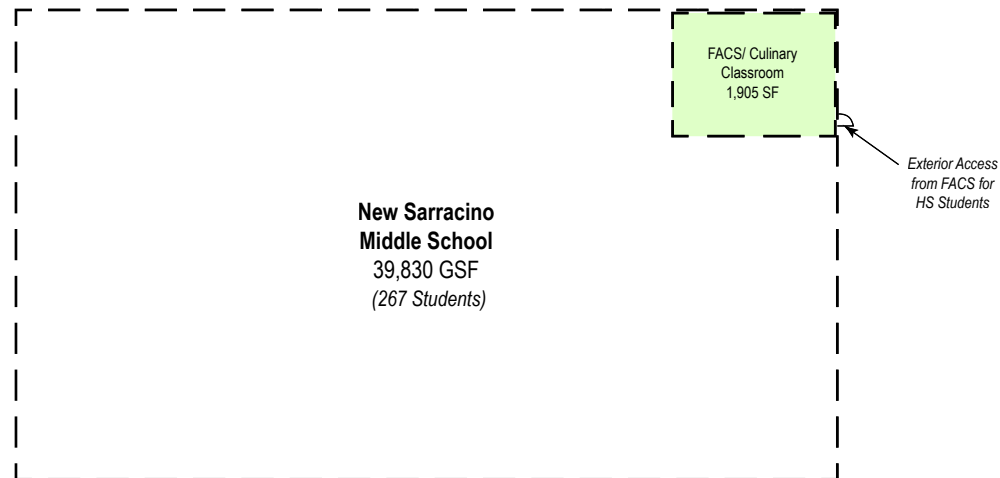 FACS/ Culinary
Classroom
1,905 SF
Exterior Access
from FACS for
HS Students
New Sarracino
Middle School
39,830 GSF
(267 Students)